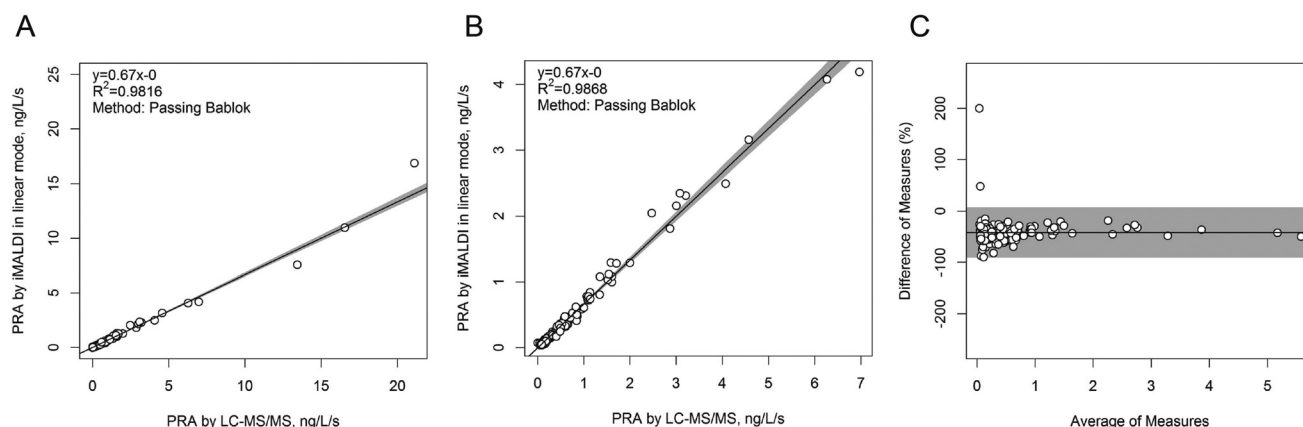 A
B
C
y=0.67x-0
R²=0.9816
Method: Passing Bablok
PRA by iMALDI in linear mode, ng/L/s
25
20
15
10
5
0
0 5 10 15 20
PRA by LC-MS/MS, ng/L/s
y=0.67x-0
R²=0.9868
Method: Passing Bablok
PRA by iMALDI in linear mode, ng/L/s
4
3
2
1
0
0 1 2 3 4 5 6 7
PRA by LC-MS/MS, ng/L/s
Difference of Measures (%)
200
100
0
-100
-200
0 1 2 3 4 5
Average of Measures